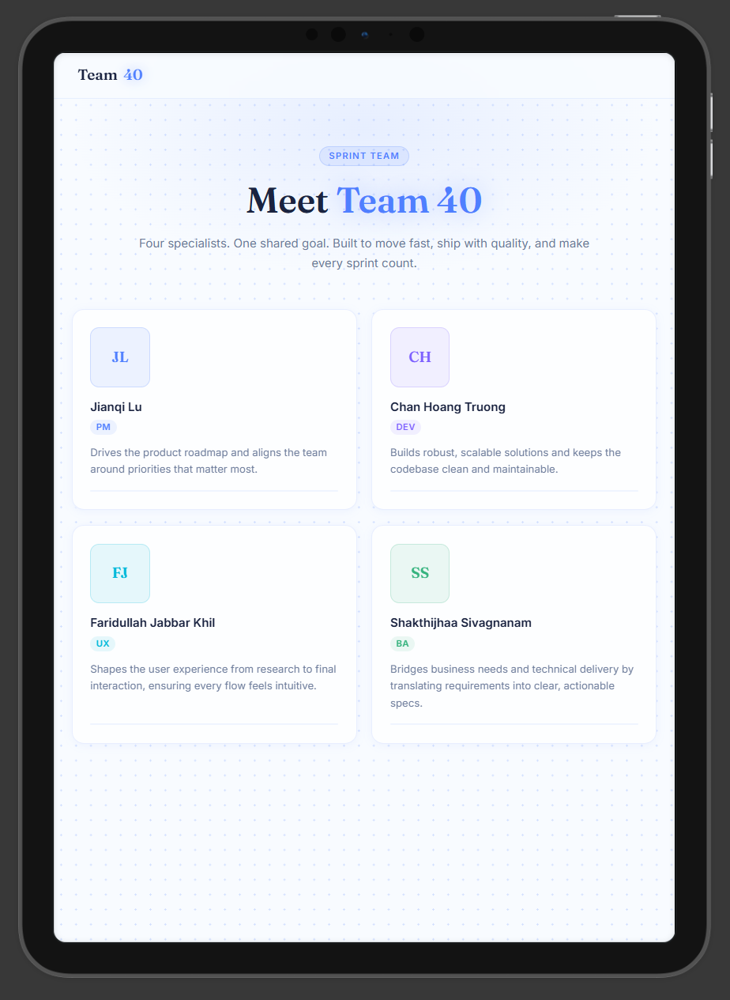 Team 40
SPRINT TEAM
Meet Team 40
Four specialists. One shared goal. Built to move fast, ship with quality, and make
every sprint count.
JL
Jianqi Lu
PM
Drives the product roadmap and aligns the team
around priorities that matter most.
CH
Chan Hoang Truong
DEV
Builds robust, scalable solutions and keeps the
codebase clean and maintainable.
FJ
Faridullah Jabbar Khil
UX
Shapes the user experience from research to final
interaction, ensuring every flow feels intuitive.
SS
Shakthijhaa Sivagnanam
BA
Bridges business needs and technical delivery by
translating requirements into clear, actionable
specs.